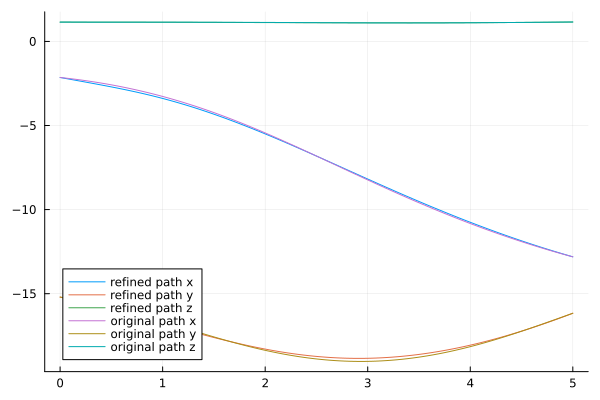 0
−5
−10
−15
refined path x
refined path y
refined path z
original path x
original path y
original path z
0
1
2
3
4
5